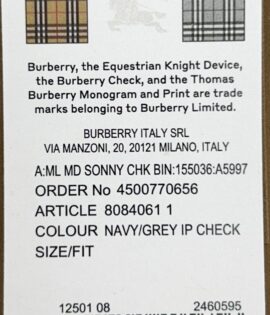 Burberry, the Equestrian Knight Device,
the Burberry Check, and the Thomas
Burberry Monogram and Print are trade
marks belonging to Burberry Limited.
BURBERRY ITALY SRL
VIA MANZONI, 20, 20121 MILANO, ITALY
A:ML MD SONNY CHK BIN:155036:A5997
ORDER No 4500770656
ARTICLE 8084061 1
COLOUR NAVY/GREY IP CHECK
SIZE/FIT
12501 08 2460595